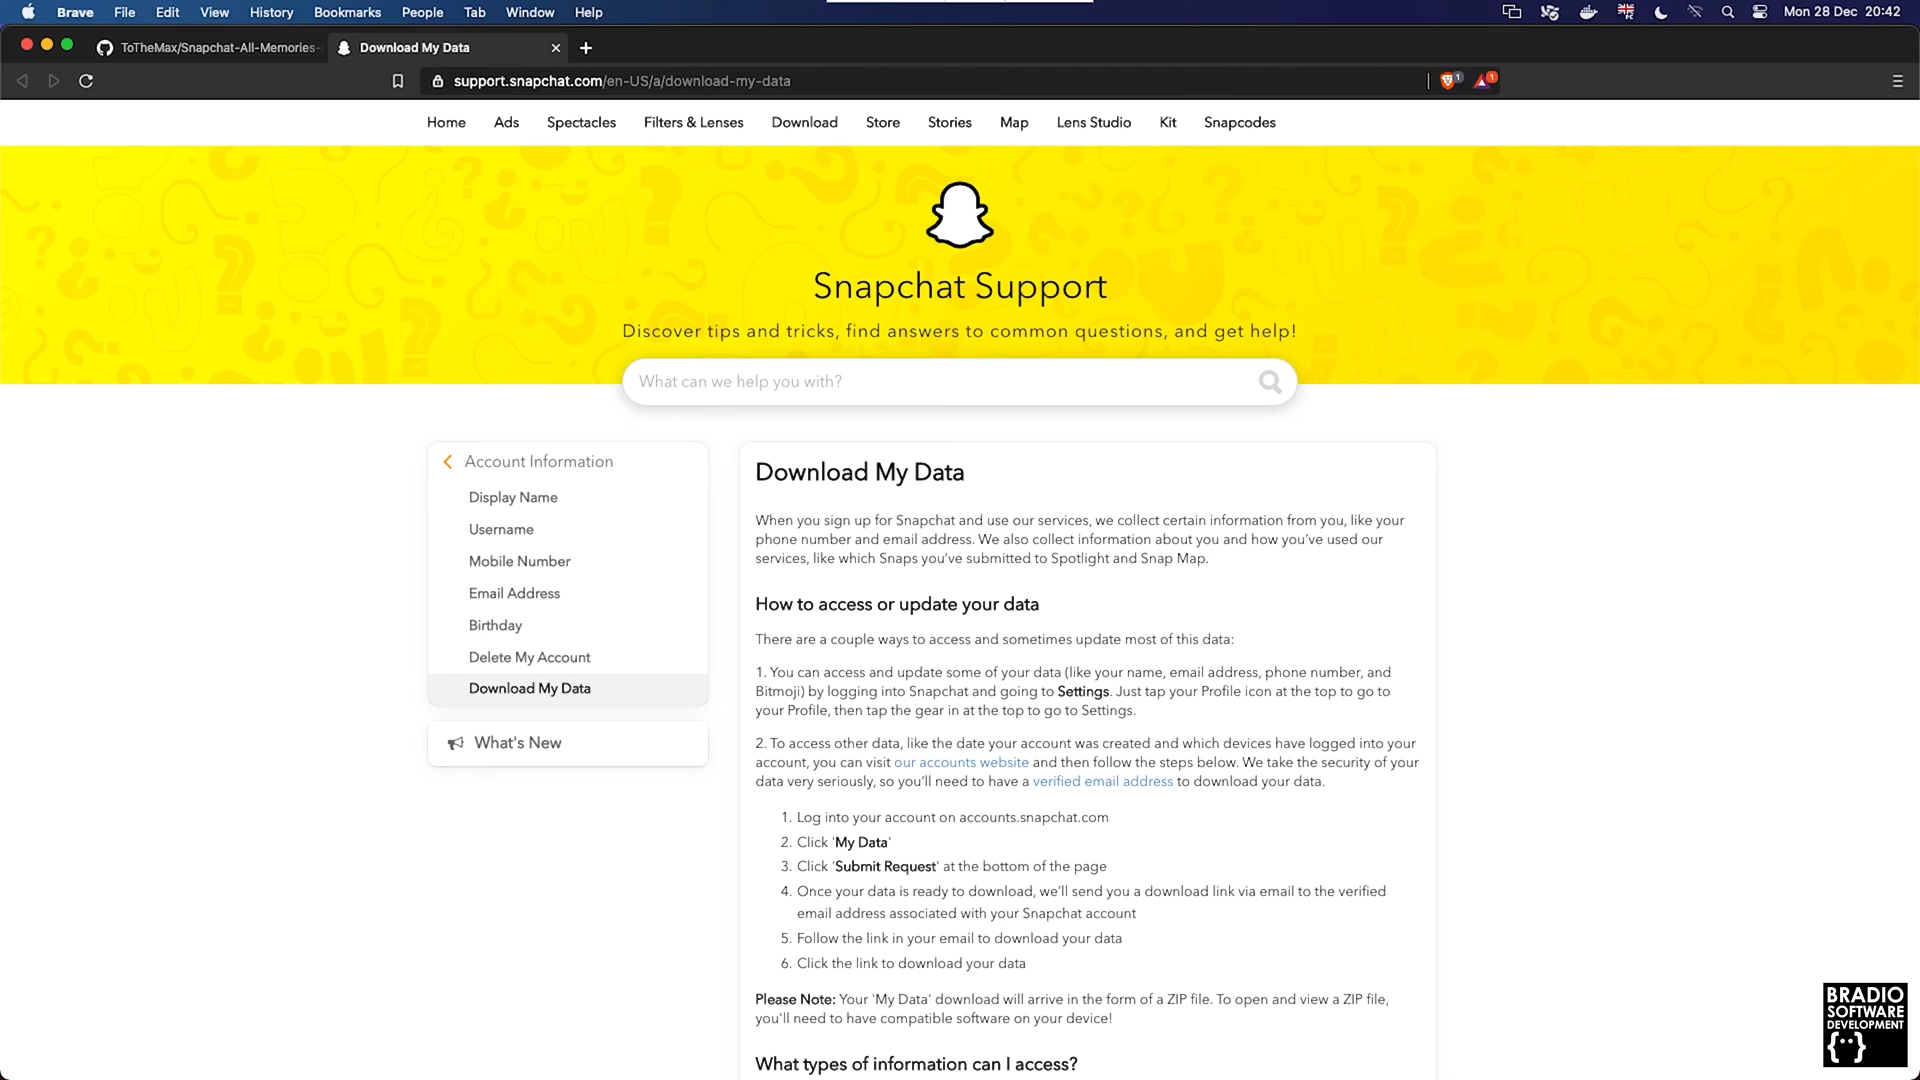 Brave File Edit View History Bookmarks People Tab Window Help Mon 28 Dec 20:42
ToTheMax/Snapchat-All-Memories- Download My Data
support.snapchat.com/en-US/a/download-my-data 1 1
Home Ads Spectacles Filters & Lenses Download Store Stories Map Lens Studio Kit Snapcodes
Snapchat Support
Discover tips and tricks, find answers to common questions, and get help!
What can we help you with?
Account Information
Display Name
Username
Mobile Number
Email Address
Birthday
Delete My Account
Download My Data
What's New
Download My Data
When you sign up for Snapchat and use our services, we collect certain information from you, like your
phone number and email address. We also collect information about you and how you've used our
services, like which Snaps you've submitted to Spotlight and Snap Map.
How to access or update your data
There are a couple ways to access and sometimes update most of this data:
1. You can access and update some of your data (like your name, email address, phone number, and
Bitmoji) by logging into Snapchat and going to Settings. Just tap your Profile icon at the top to go to
your Profile, then tap the gear in at the top to go to Settings.
2. To access other data, like the date your account was created and which devices have logged into your
account, you can visit our accounts website and then follow the steps below. We take the security of your
data very seriously, so you'll need to have a verified email address to download your data.
1. Log into your account on accounts.snapchat.com
2. Click 'My Data'
3. Click 'Submit Request' at the bottom of the page
4. Once your data is ready to download, we'll send you a download link via email to the verified
email address associated with your Snapchat account
5. Follow the link in your email to download your data
6. Click the link to download your data
Please Note: Your 'My Data' download will arrive in the form of a ZIP file. To open and view a ZIP file,
you'll need to have compatible software on your device!
What types of information can I access?
BRADIO
SOFTWARE
DEVELOPMENT
{··}